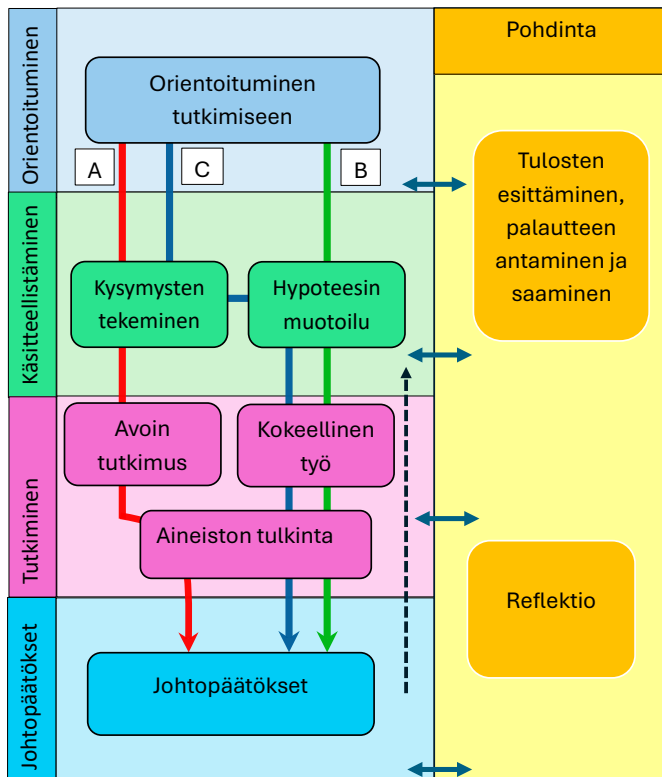 Pohdinta
Orientoituminen
Orientoituminen
tutkimiseen
A
C
B
Tulosten
esittäminen,
palautteen
antaminen ja
saaminen
Käsitteellistäminen
Kysymysten
tekeminen
Hypoteesin
muotoilu
Tutkiminen
Avoin
tutkimus
Kokeellinen
työ
Aineiston tulkinta
Reflektio
Johtopäätökset
Johtopäätökset